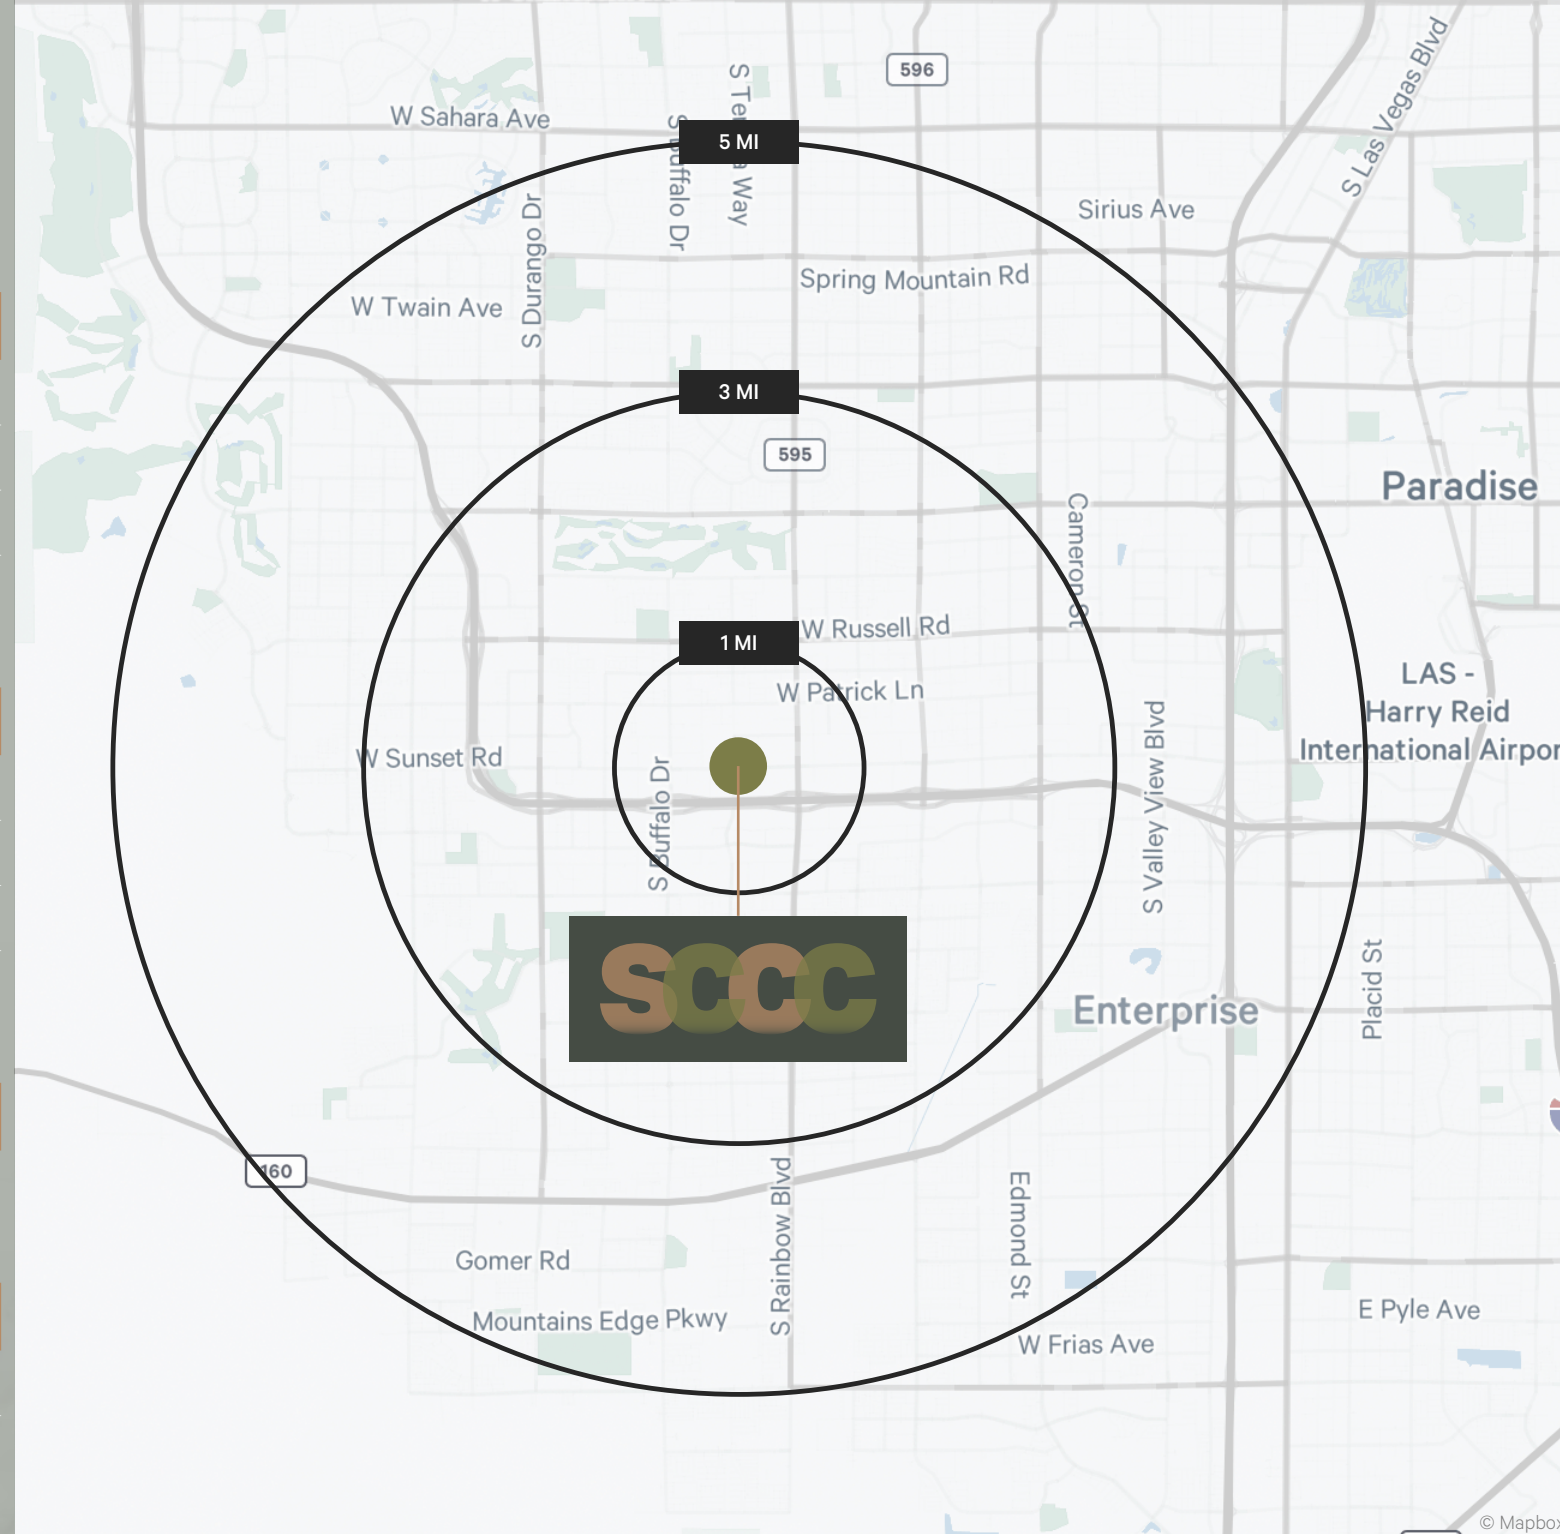 596
S Las Vegas Blvd
W Sahara Ave
5 MI
Way
S Durango Dr
Sirius Ave
Spring Mountain Rd
W Twain Ave
3 MI
595
Paradise
Cameron St
1 MI
W Russell Rd
W Patrick Ln
LAS -
Harry Reid
International Airpor
W Sunset Rd
S Buffalo Dr
S Valley View Blvd
SCCC
Placid St
Enterprise
160
S Rainbow Blvd
Edmond St
Gomer Rd
Mountains Edge Pkwy
E Pyle Ave
W Frias Ave
© Mapbox